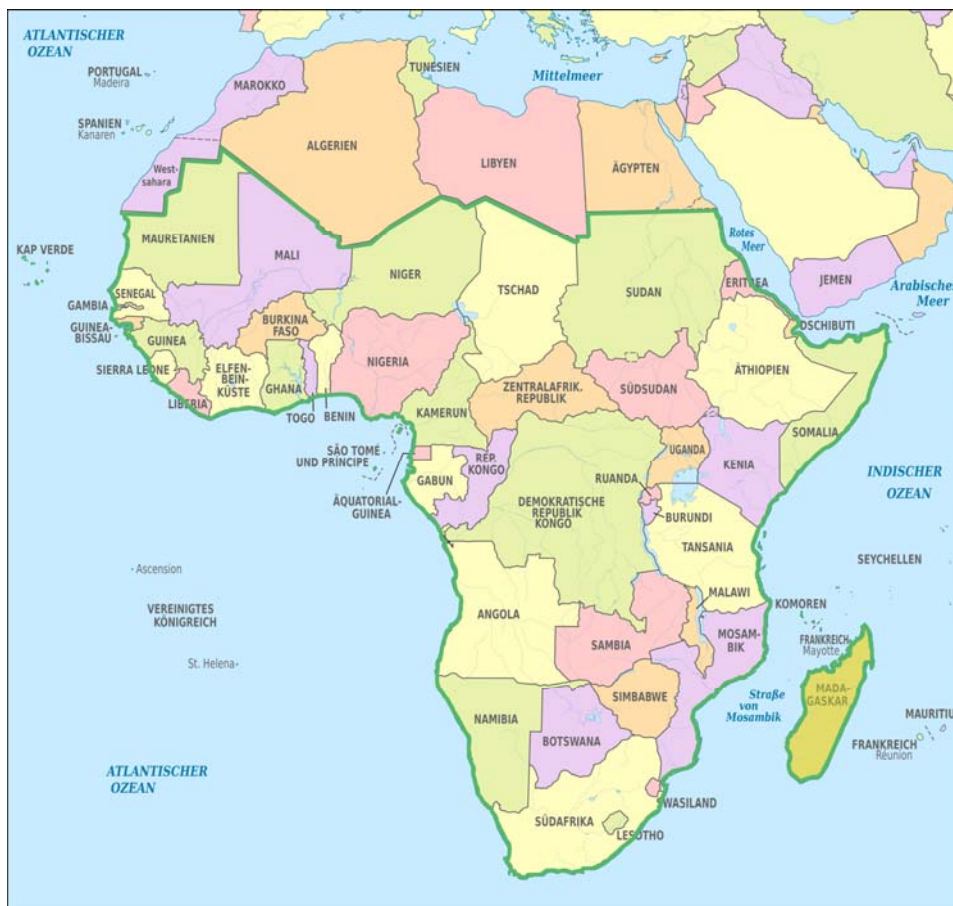 ATLANTISCHER
OZEAN
PORTUGAL
Madeira
SPANIEN
Kanaren
MAROKKO
TUNESIEN
Mittelmeer
ALGERIEN
LIBYEN
ÄGYPTEN
West-
sahara
MAURETANIEN
MALI
NIGER
TSCHAD
SUDAN
Rotes
Meer
ERITREA
JEMEN
Arabisches
Meer
KAP VERDE
SENEGAL
GAMBIA
GUINEA-
BISSAU
GUINEA
SIERRA LEONE
LIBERIA
ELFEN-
BEIN-
KÜSTE
BURKINA
FASO
GHANA
TOGO
BENIN
NIGERIA
KAMERUN
ZENTRALAFRIK.
REPUBLIK
SÜDSUDAN
ÄTHIOPIEN
DSCHIBUTI
SOMALIA
SÃO TOMÉ
UND PRÍNCIPE
ÄQUATORIAL-
GUINEA
GABUN
REP.
KONGO
DEMOKRATISCHE
REPUBLIK
KONGO
UGANDA
KENIA
RUANDA
BURUNDI
TANSANIA
INDISCHER
OZEAN
SEYCHELLEN
Ascension
VEREINIGTES
KÖNIGREICH
St. Helena
ANGOLA
SAMBIA
MALAWI
MOSAM-
BIK
KOMOREN
FRANKREICH
Mayotte
MADA-
GASKAR
Straße
von
Mosambik
MAURITIU
FRANKREICH
Réunion
NAMIBIA
BOTSWANA
SIMBABWE
SÜDAFRIKA
WASILAND
LESOTHO
ATLANTISCHER
OZEAN